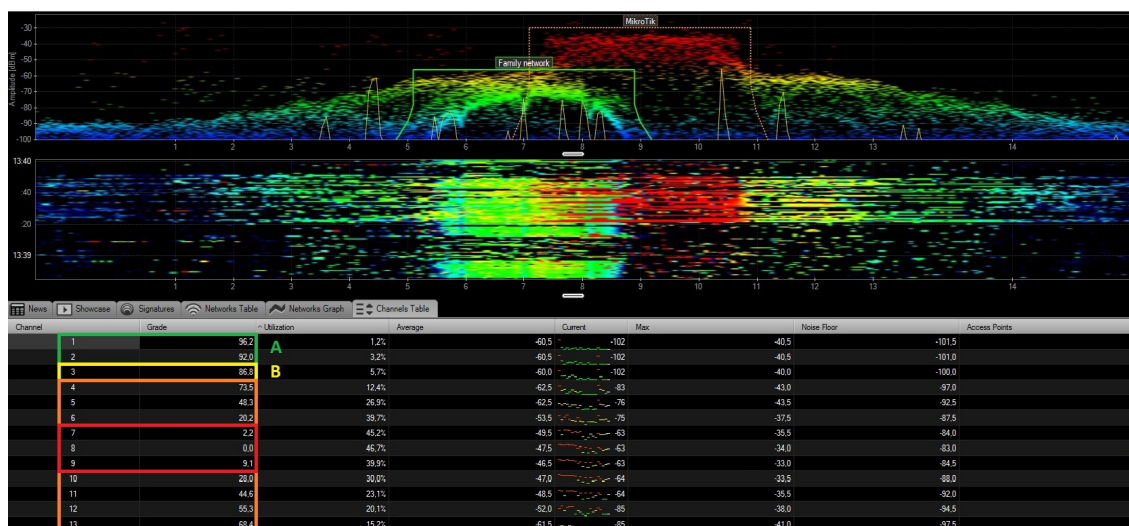 -30
MikroTik
-40
-50
Family network
-60
-70
-80
-90
-100
Amplitude [dBm]
1 2 3 4 5 6 7 8 9 10 11 12 13 14
13:40
40
20
13:39
1 2 3 4 5 6 7 8 9 10 11 12 13 14
News Showcase Signatures Networks Table Networks Graph Channels Table
Channel Grade Utilization Average Current Max Noise Floor Access Points
1 96,2 1,2% -60,5 -102 -40,5 -101,5
A
2 92,0 3,2% -60,5 -102 -40,5 -101,0
3 86,8 B 5,7% -60,0 -102 -40,0 -100,0
4 73,5 12,4% -62,5 -83 -43,0 -97,0
5 48,3 26,9% -62,5 -76 -43,5 -92,5
6 20,2 39,7% -53,5 -75 -37,5 -87,5
7 2,2 45,2% -49,5 -63 -35,5 -84,0
8 0,0 46,7% -47,5 -63 -34,0 -83,0
9 9,1 39,9% -46,5 -63 -33,0 -84,5
10 28,0 30,0% -47,0 -64 -33,5 -88,0
11 44,6 23,1% -48,5 -64 -35,5 -92,0
12 55,3 20,1% -52,0 -85 -38,0 -94,5
13 68,4 15,2% -61,5 -85 -41,0 -97,5